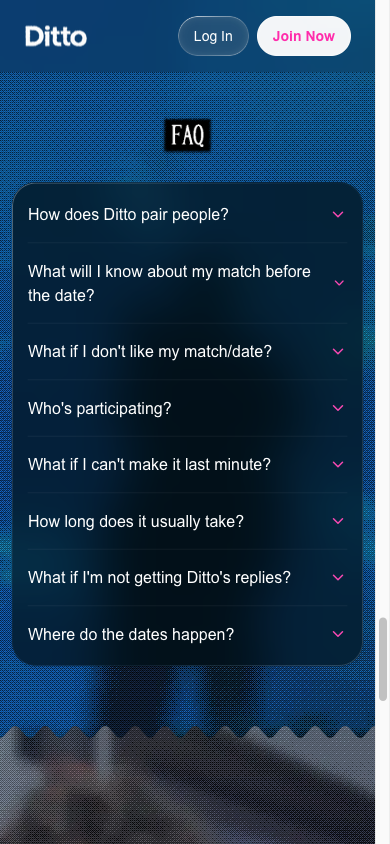 Ditto
Log In
Join Now
FAQ
How does Ditto pair people?
What will I know about my match before
the date?
What if I don't like my match/date?
Who's participating?
What if I can't make it last minute?
How long does it usually take?
What if I'm not getting Ditto's replies?
Where do the dates happen?